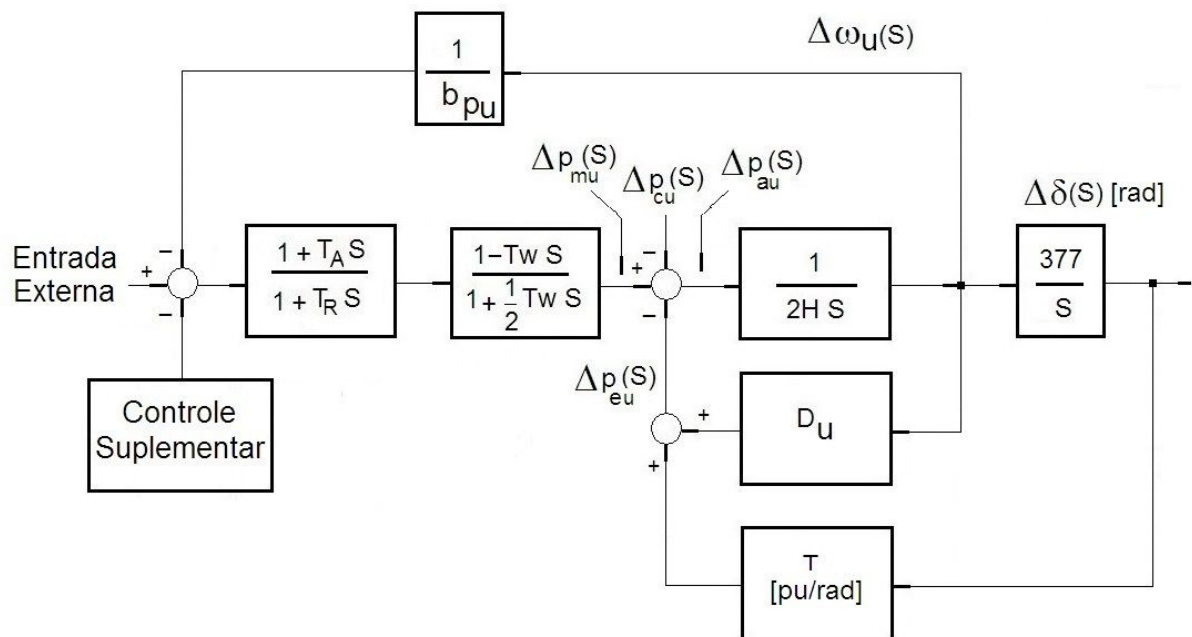 Δωu(S)
1
bpu
Δpmu(S)
Δpcu(S)
Δpau(S)
Δδ(S) [rad]
Entrada
Externa
+
−
−
1 + TA S
1 + TR S
1−Tw S
1+ 1/2 Tw S
+
−
−
1
2H S
377
S
Δpeu(S)
Controle
Suplementar
+
+
Du
T
[pu/rad]